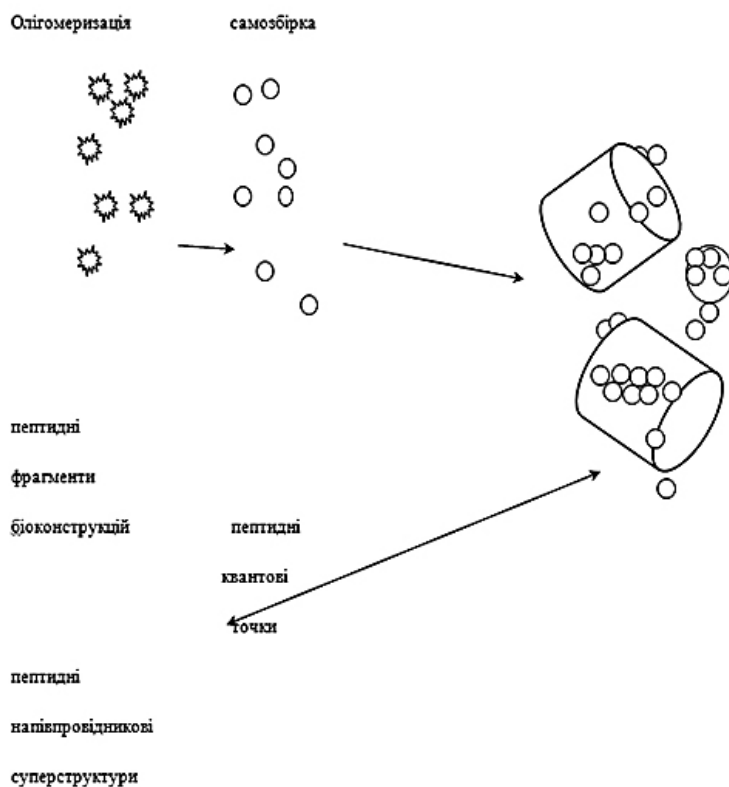 Олігомеризація самозбірка
пептидні
фрагменти
біоконструкцій пептидні
квантові
точки
пептидні
напівпровідникові
суперструктури